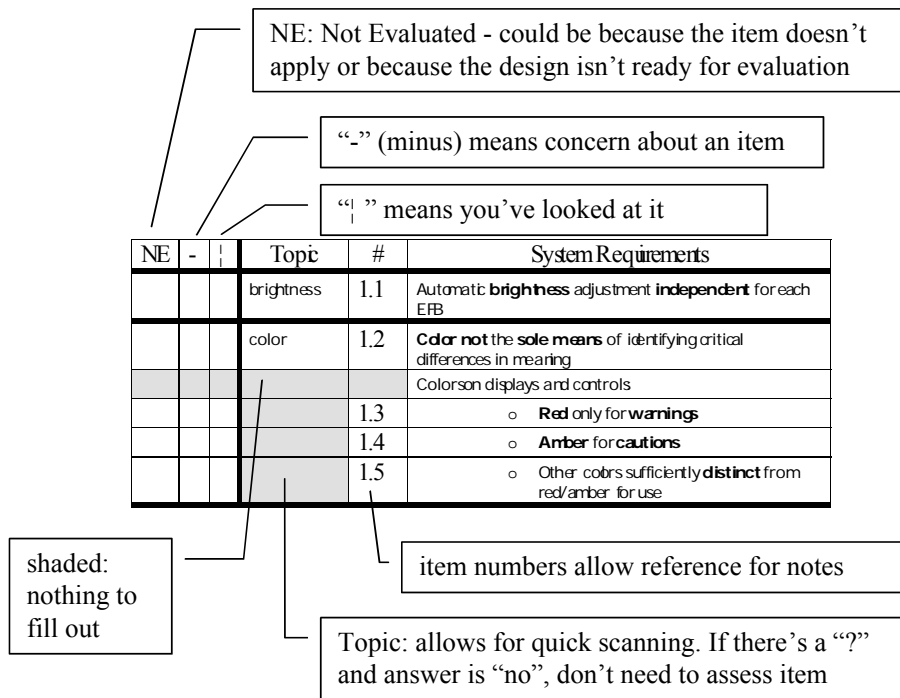 NE: Not Evaluated - could be because the item doesn’t
apply or because the design isn’t ready for evaluation
“-” (minus) means concern about an item
“¦ ” means you’ve looked at it
NE - ¦ Topic # System Requirements
brightness 1.1 Automatic brightness adjustment independent for each
EFB
color 1.2 Color not the sole means of identifying critical
differences in meaning
Colors on displays and controls
1.3 o Red only for warnings
1.4 o Amber for cautions
1.5 o Other colors sufficiently distinct from
red/amber for use
shaded:
nothing to
fill out
item numbers allow reference for notes
Topic: allows for quick scanning. If there’s a “?”
and answer is “no”, don’t need to assess item